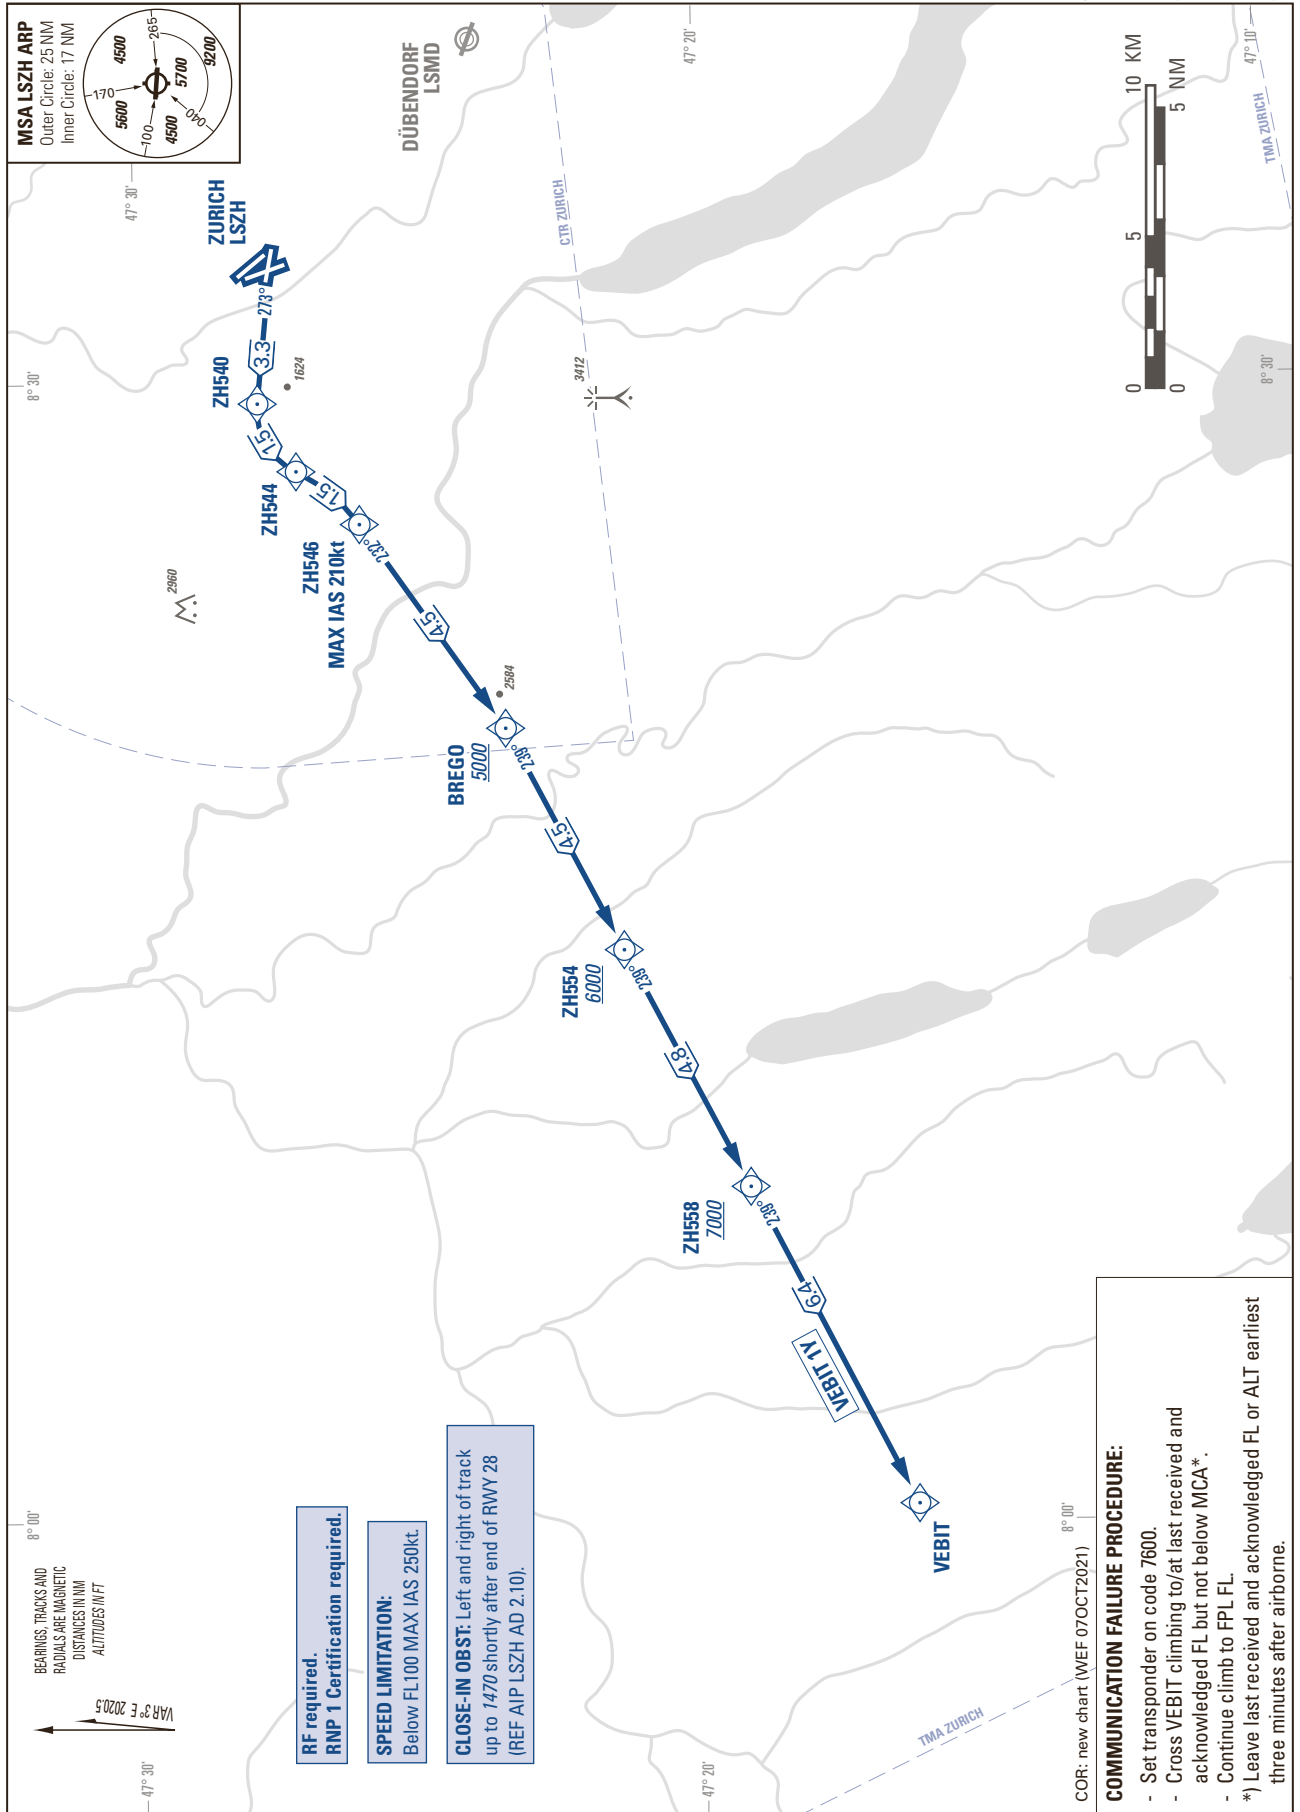 BEARINGS, TRACKS AND
RADIALS ARE MAGNETIC
DISTANCES IN NM
ALTITUDES IN FT
VAR 3° E 2020.5
8° 00'
8° 30'
47° 30'
47° 30'
MSA LSZH ARP
Outer Circle: 25 NM
Inner Circle: 17 NM
170
265
100
040
5600
4500
4500
5700
9200
RF required.
RNP 1 Certification required.
SPEED LIMITATION:
Below FL100 MAX IAS 250kt.
CLOSE-IN OBST: Left and right of track
up to 1470 shortly after end of RWY 28
(REF AIP LSZH AD 2.10).
ZURICH
LSZH
273°
3.3
ZH540
1624
1.5
ZH544
1.5
ZH546
MAX IAS 210kt
2960
232°
4.5
2584
BREGO
5000
239°
4.5
ZH554
6000
239°
4.8
ZH558
7000
239°
6.4
VEBIT 1Y
VEBIT
DÜBENDORF
LSMD
CTR ZURICH
3412
47° 20'
47° 20'
TMA ZURICH
TMA ZURICH
47° 10'
8° 00'
8° 30'
0
5
10 KM
0
5 NM
COR: new chart (WEF 07OCT2021)
COMMUNICATION FAILURE PROCEDURE:
- Set transponder on code 7600.
- Cross VEBIT climbing to/at last received and
acknowledged FL but not below MCA*.
- Continue climb to FPL FL.
*) Leave last received and acknowledged FL or ALT earliest
three minutes after airborne.